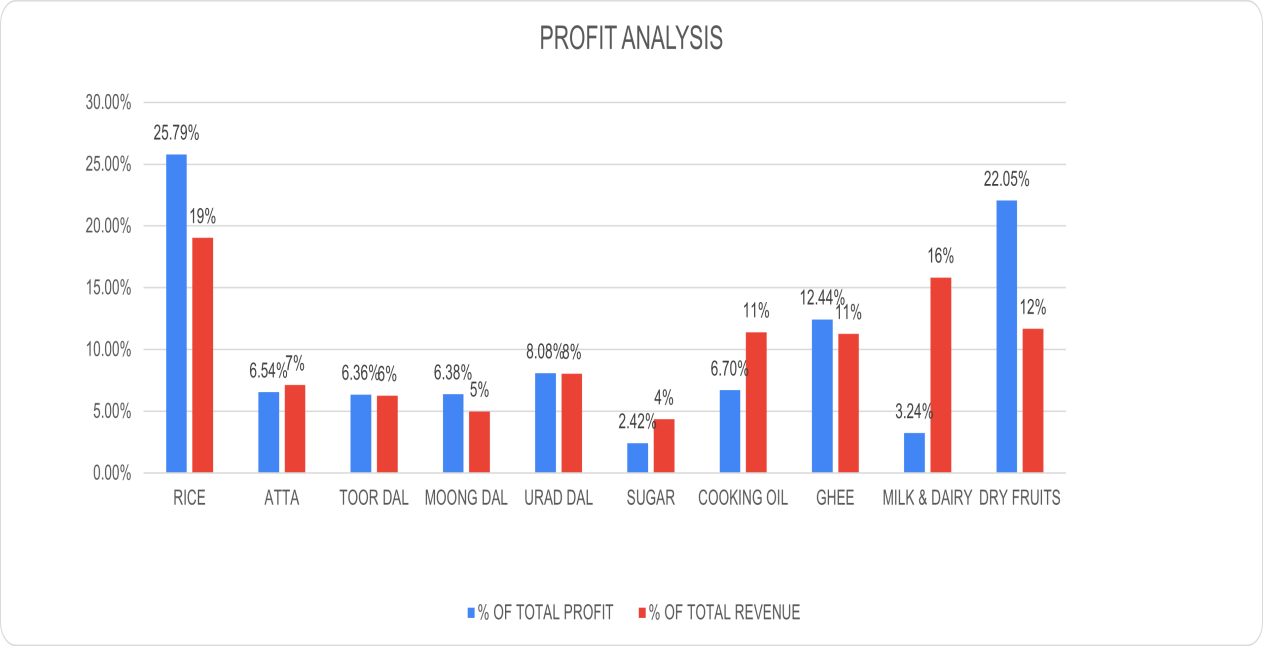 PROFIT ANALYSIS
30.00%
25.00%
20.00%
15.00%
10.00%
5.00%
0.00%
25.79%
19%
6.54%
7%
6.36%
6%
6.38%
5%
8.08%
8%
2.42%
4%
6.70%
11%
12.44%
11%
3.24%
16%
22.05%
12%
RICE
ATTA
TOOR DAL
MOONG DAL
URAD DAL
SUGAR
COOKING OIL
GHEE
MILK & DAIRY
DRY FRUITS
% OF TOTAL PROFIT
% OF TOTAL REVENUE